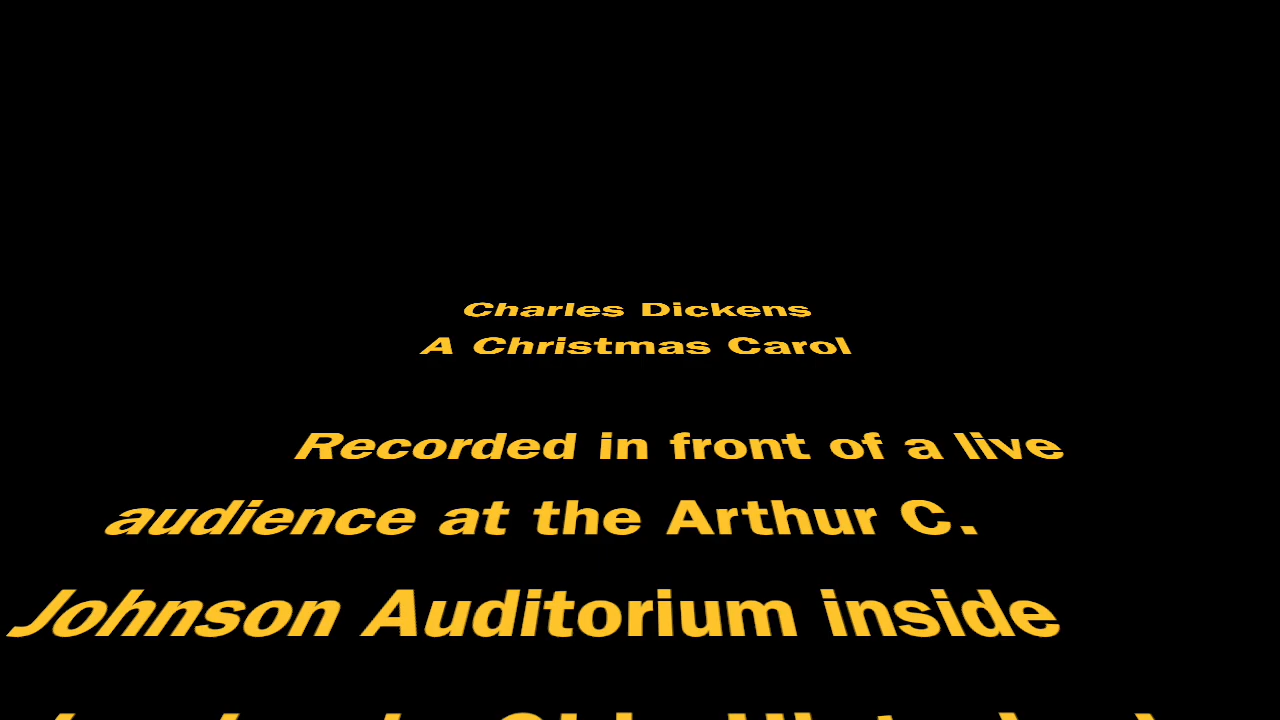 Charles Dickens
A Christmas Carol
Recorded in front of a live
audience at the Arthur C.
Johnson Auditorium inside